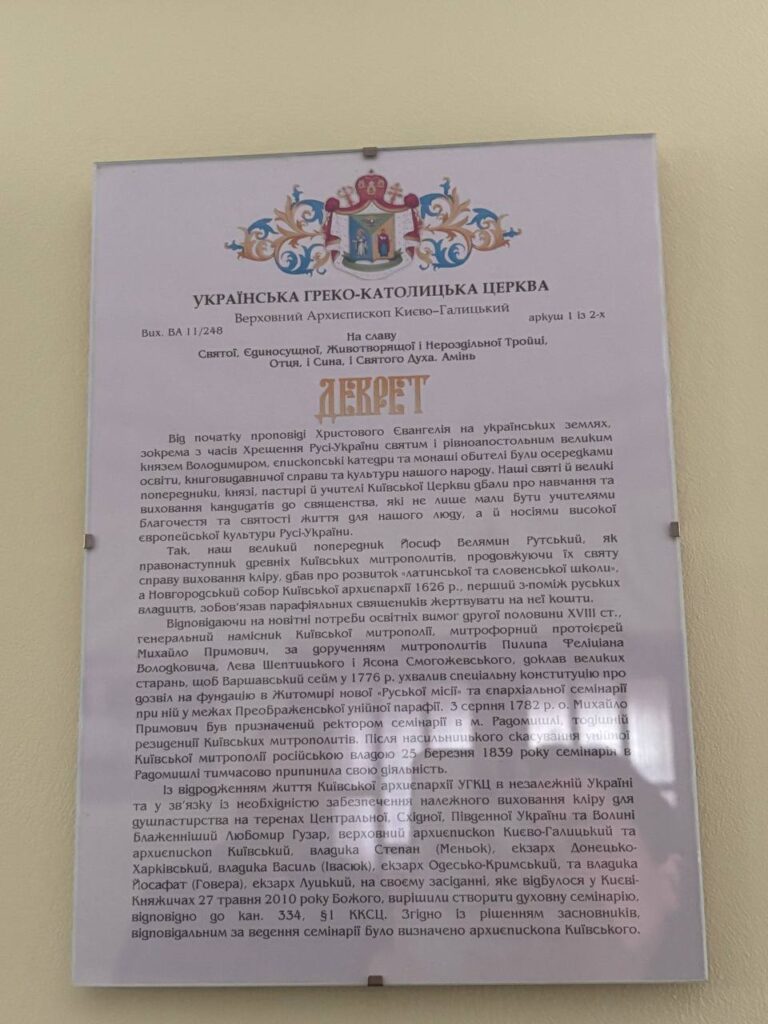 УКРАЇНСЬКА ГРЕКО-КАТОЛИЦЬКА ЦЕРКВА
Верховний Архиєпископ Києво–Галицький
Вих. ВА 11/248
аркуш 1 із 2-х
На славу
Святої, Єдиносущної, Животворящої і Нероздільної Тройці,
Отця, і Сина, і Святого Духа. Амінь
ДЕКРЕТ
Від початку проповіді Христового Євангелія на українських землях,
зокрема з часів Хрещення Руси-України святим і рівноапостольним великим
князем Володимиром, єпископські катедри та монаші обителі були осередками
освіти, книговидавничої справи та культури нашого народу. Наші святі й великі
попередники, князі, пастирі й учителі Київської Церкви дбали про навчання та
виховання кандидатів до священства, які не лише мали бути учителями
благочестя та святості життя для нашого люду, а й носіями високої
європейської культури Руси-України.
Так, наш великий попередник Йосиф Велямин Рутський, як
правонаступник древніх Київських митрополитів, продовжуючи їх святу
справу виховання кліру, дбав про розвиток «латинської та словенської школи»,
а Новгородський собор Київської архиєпархії 1626 р., перший з-поміж руських
владицтв, зобов'язав парафіяльних священиків жертвувати на неї кошти.
Відповідаючи на новітні потреби освітніх вимог другої половини XVIII ст.,
генеральний намісник Київської митрополії, митрофорний протоієрей
Михайло Примович, за дорученням митрополитів Пилипа Феліціана
Володковича, Лева Шептицького і Ясона Смогожевського, доклав великих
старань, щоб Варшавський сейм у 1776 р. ухвалив спеціальну конституцію про
дозвіл на фундацію в Житомирі нової «Руської місії» та єпархіальної семінарії
при ній у межах Преображенської унійної парафії. 3 серпня 1782 р. о. Михайло
Примович був призначений ректором семінарії в м. Радомишлі, тодішній
резиденції Київських митрополитів. Після насильницького скасування унійної
Київської митрополії російською владою 25 березня 1839 року семінарія в
Радомишлі тимчасово припинила свою діяльність.
Із відродженням життя Київської архиєпархії УГКЦ в незалежній Україні
та у зв'язку із необхідністю забезпечення належного виховання кліру для
душпастирства на теренах Центральної, Східної, Південної України та Волині
Блаженніший Любомир Гузар, верховний архиєпископ Києво-Галицький та
архиєпископ Київський, владика Степан (Меньок), екзарх Донецько-
Харківський, владика Василь (Івасюк), екзарх Одесько-Кримський, та владика
Йосафат (Говера), екзарх Луцький, на своєму засіданні, яке відбулося у Києві-
Княжичах 27 травня 2010 року Божого, вирішили створити духовну семінарію,
відповідно до кан. 334, §1 ККСЦ. Згідно із рішенням засновників,
відповідальним за ведення семінарії було визначено архиєпископа Київського.